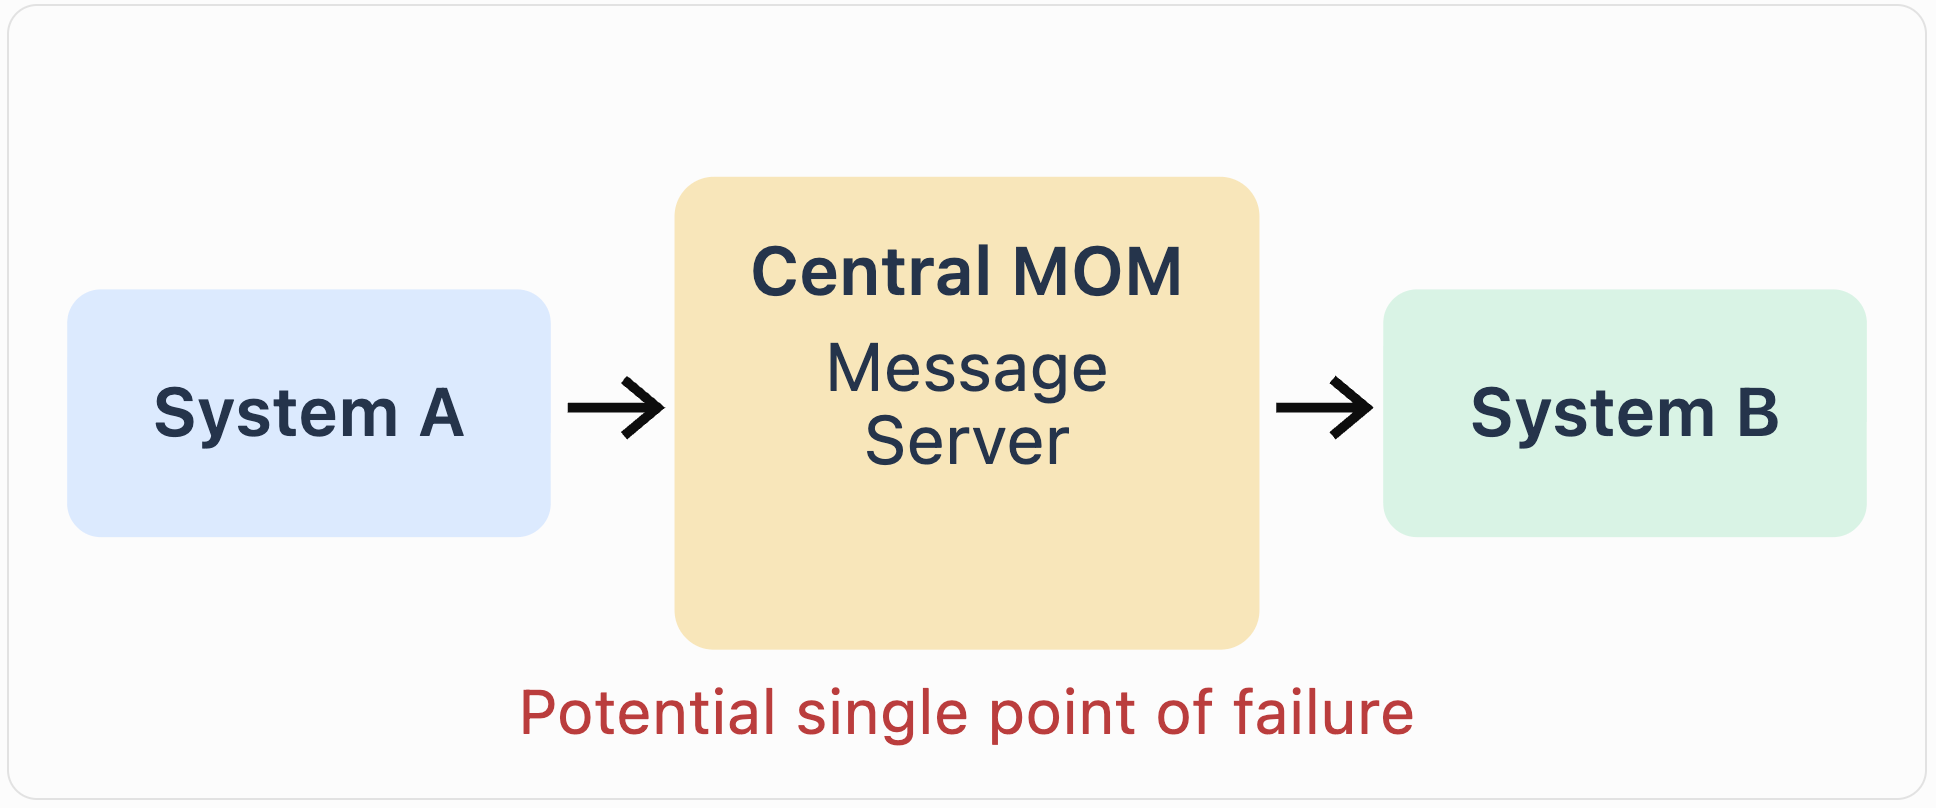 System A
Central MOM
Message
Server
System B
Potential single point of failure